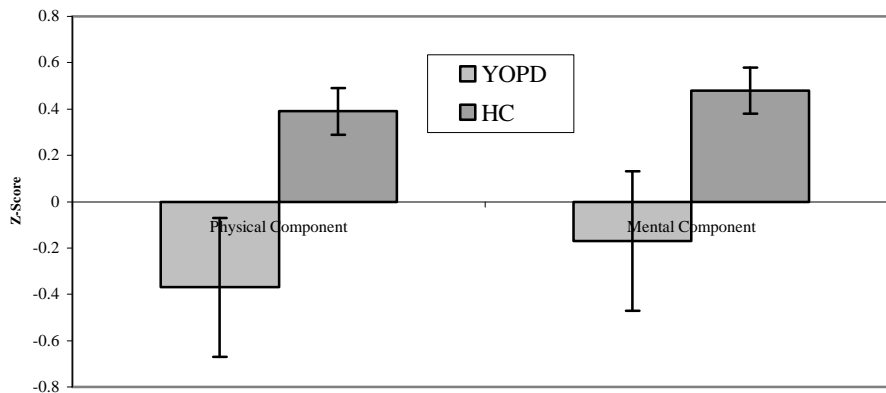 0.8
0.6
0.4
0.2
0
-0.2
-0.4
-0.6
-0.8
Z-Score
YOPD
HC
Physical Component
Mental Component